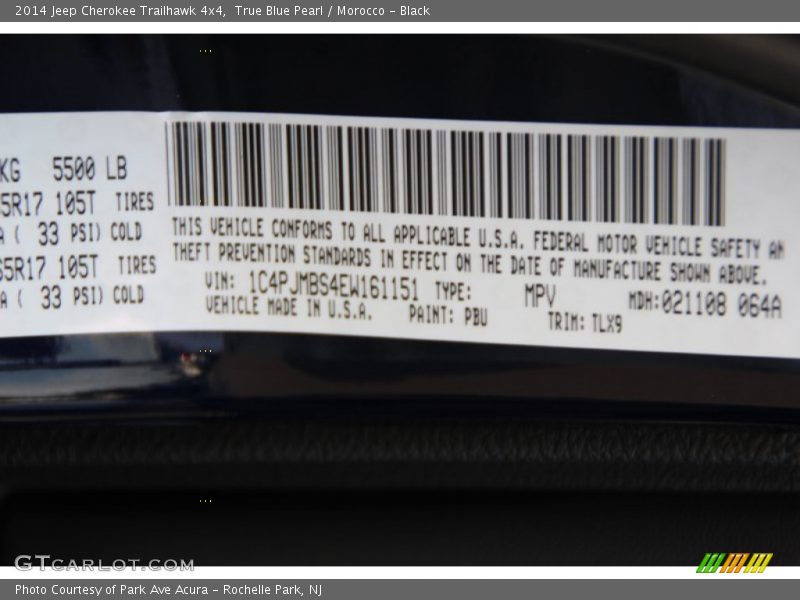 2014 Jeep Cherokee Trailhawk 4x4, True Blue Pearl / Morocco – Black
KG 5500 LB
5R17 105T TIRES
A ( 33 PSI) COLD
65R17 105T TIRES
A ( 33 PSI) COLD
THIS VEHICLE CONFORMS TO ALL APPLICABLE U.S.A. FEDERAL MOTOR VEHICLE SAFETY AN
THEFT PREVENTION STANDARDS IN EFFECT ON THE DATE OF MANUFACTURE SHOWN ABOVE.
VIN: 1C4PJMBS4EW161151 TYPE: MPV MDH:021108 064A
VEHICLE MADE IN U.S.A. PAINT: PBU TRIM: TLX9
GTCARLOT.COM
Photo Courtesy of Park Ave Acura – Rochelle Park, NJ